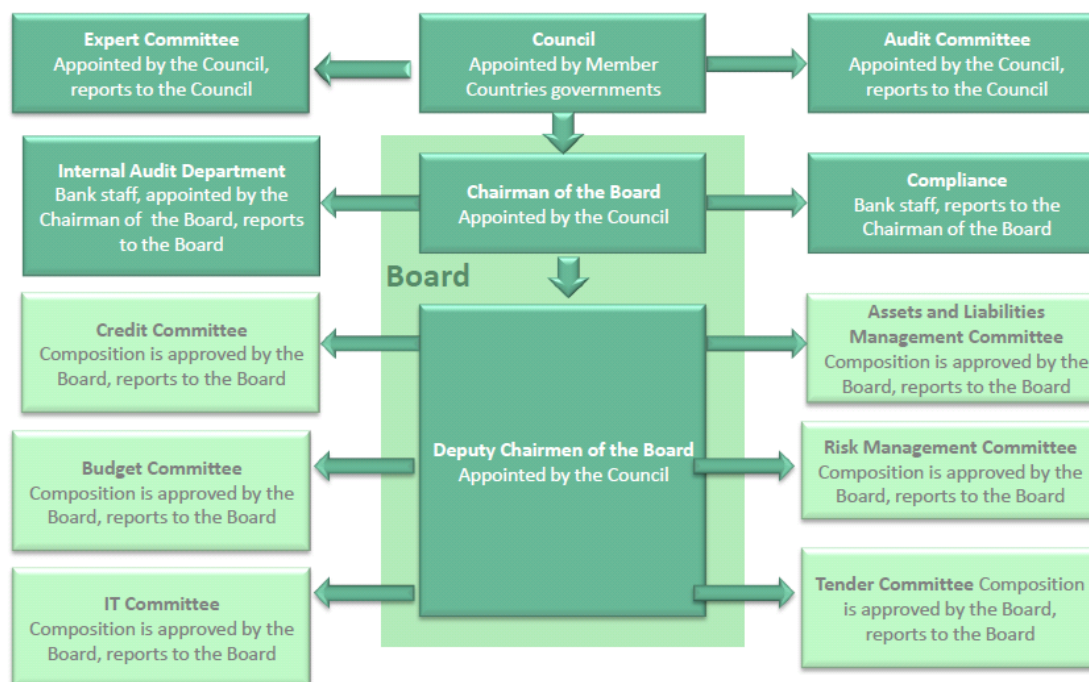 Expert Committee
Appointed by the Council,
reports to the Council
Council
Appointed by Member
Countries governments
Audit Committee
Appointed by the Council,
reports to the Council
Internal Audit Department
Bank staff, appointed by the
Chairman of the Board, reports
to the Board
Chairman of the Board
Appointed by the Council
Compliance
Bank staff, reports to the
Chairman of the Board
Board
Credit Committee
Composition is approved by the
Board, reports to the Board
Assets and Liabilities
Management Committee
Composition is approved by the
Board, reports to the Board
Deputy Chairmen of the Board
Appointed by the Council
Budget Committee
Composition is approved by the
Board, reports to the Board
Risk Management Committee
Composition is approved by the
Board, reports to the Board
IT Committee
Composition is approved by the
Board, reports to the Board
Tender Committee Composition
is approved by the Board,
reports to the Board